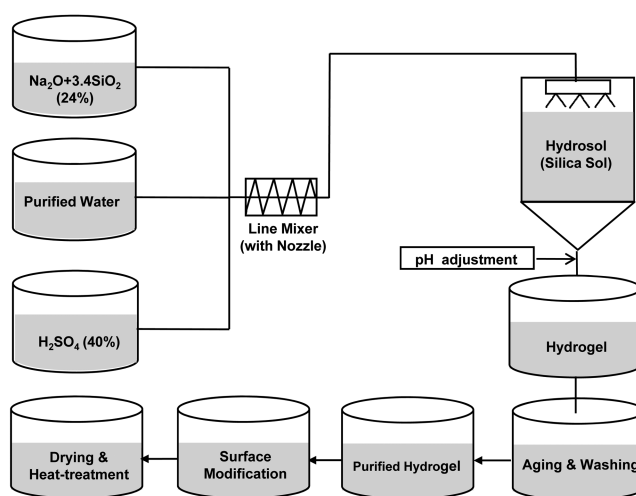 Na₂O+3.4SiO₂
(24%)
Purified Water
H₂SO₄ (40%)
Line Mixer
(with Nozzle)
Hydrosol
(Silica Sol)
pH adjustment
Hydrogel
Drying &
Heat-treatment
Surface
Modification
Purified Hydrogel
Aging & Washing